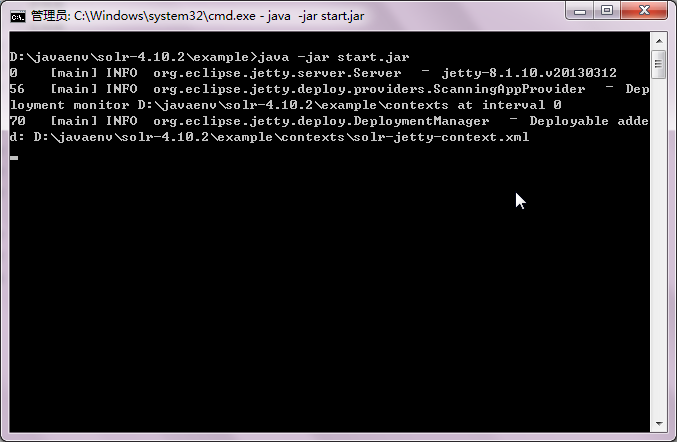 管理员: C:\Windows\system32\cmd.exe - java  -jar start.jar
D:\javaenv\solr-4.10.2\example>java -jar start.jar
0    [main] INFO  org.eclipse.jetty.server.Server  – jetty-8.1.10.v20130312
56   [main] INFO  org.eclipse.jetty.deploy.providers.ScanningAppProvider  – Dep
loyment monitor D:\javaenv\solr-4.10.2\example\contexts at interval 0
70   [main] INFO  org.eclipse.jetty.deploy.DeploymentManager  – Deployable adde
d: D:\javaenv\solr-4.10.2\example\contexts\solr-jetty-context.xml